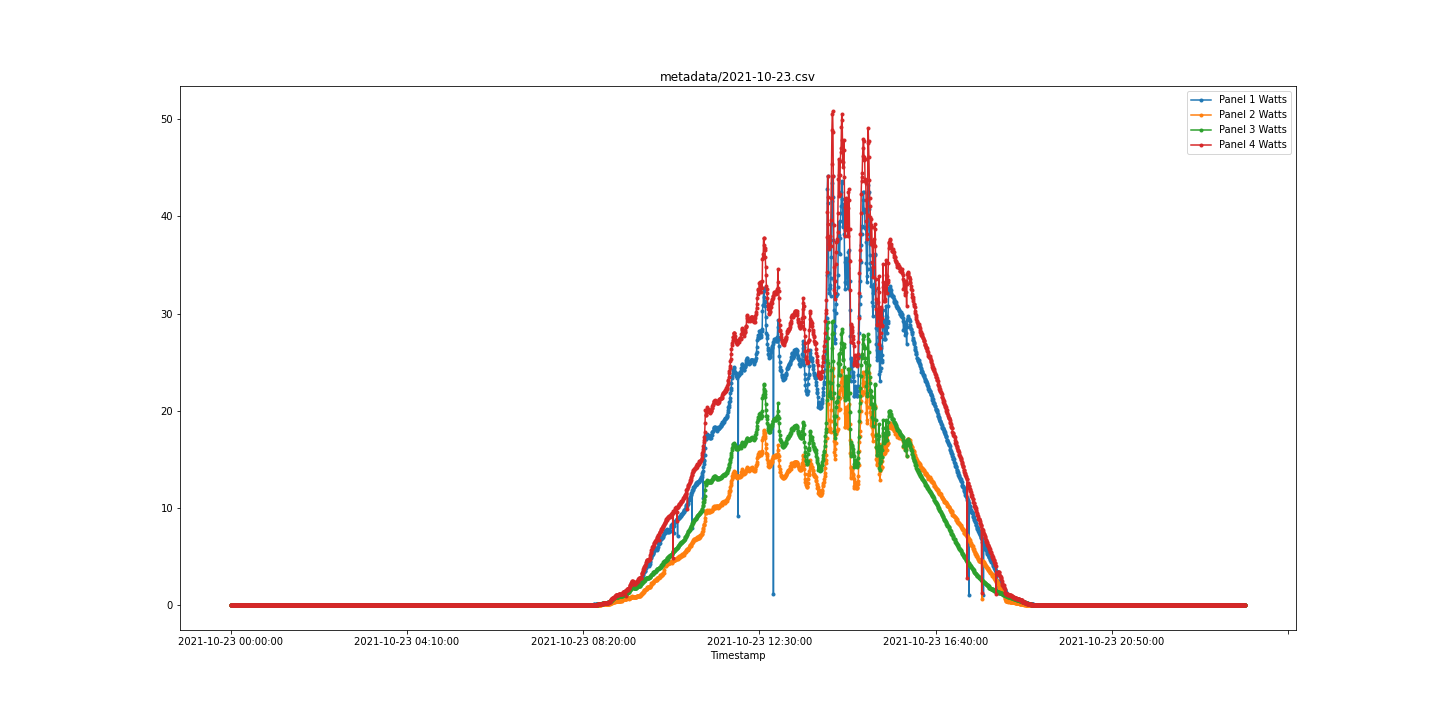 metadata/2021-10-23.csv
Panel 1 Watts
Panel 2 Watts
Panel 3 Watts
Panel 4 Watts
50
40
30
20
10
0
2021-10-23 00:00:00 2021-10-23 04:10:00 2021-10-23 08:20:00 2021-10-23 12:30:00 2021-10-23 16:40:00 2021-10-23 20:50:00
Timestamp